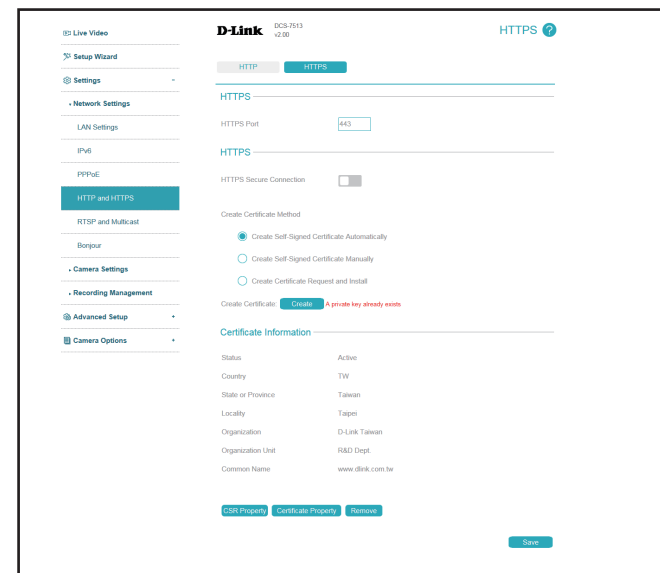 Live Video
Setup Wizard
Settings -
Network Settings
LAN Settings
IPv6
PPPoE
HTTP and HTTPS
RTSP and Multicast
Bonjour
Camera Settings
Recording Management
Advanced Setup +
Camera Options +
D-Link DCS-7513
v2.00
HTTPS ?
HTTP HTTPS
HTTPS
HTTPS Port 443
HTTPS
HTTPS Secure Connection
Create Certificate Method
Create Self-Signed Certificate Automatically
Create Self-Signed Certificate Manually
Create Certificate Request and Install
Create Certificate: Create A private key already exists
Certificate Information
Status Active
Country TW
State or Province Taiwan
Locality Taipei
Organization D-Link Taiwan
Organization Unit R&D Dept.
Common Name www.dlink.com.tw
CSR Property Certificate Property Remove
Save